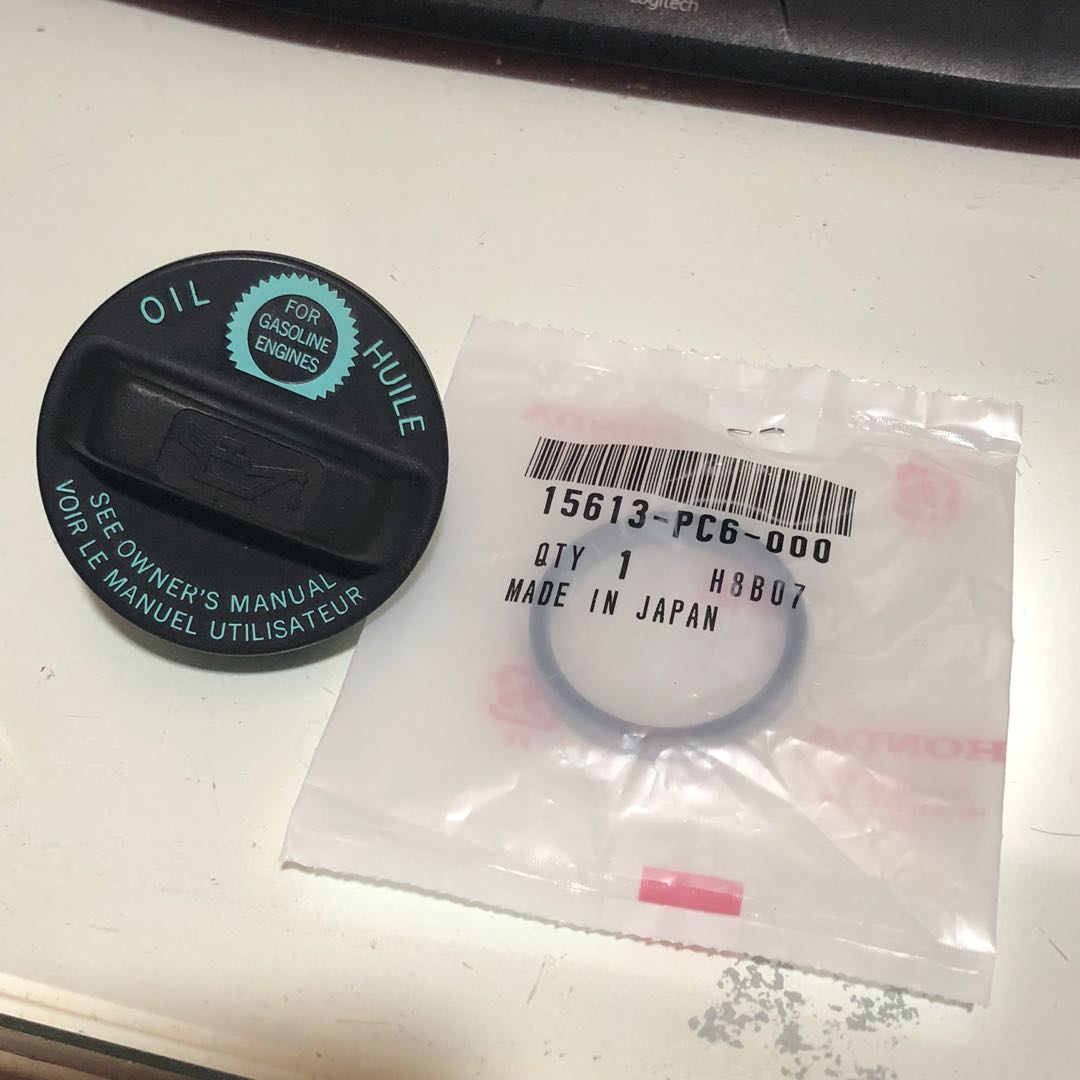 Logitech
OIL
FOR
GASOLINE
ENGINES
HUILE
SEE OWNER'S MANUAL
VOIR LE MANUEL UTILISATEUR
HONDA
15613-PC6-000
QTY 1 H8B07
MADE IN JAPAN
HONDA